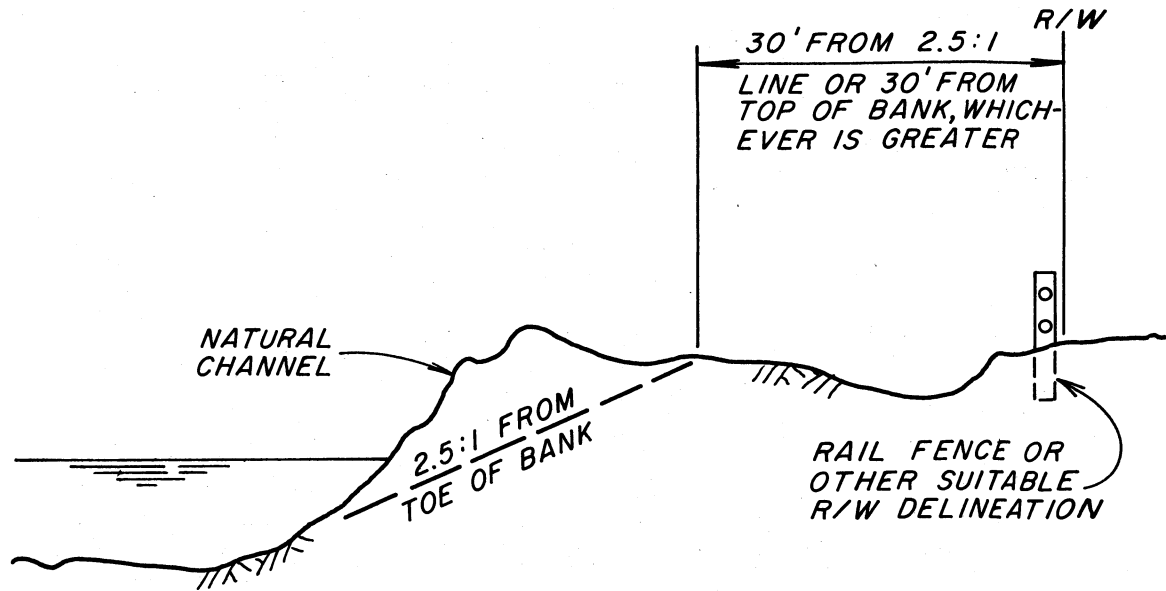 R/W
30' FROM 2.5:1
LINE OR 30' FROM
TOP OF BANK, WHICH-
EVER IS GREATER
NATURAL
CHANNEL
2.5:1 FROM
TOE OF BANK
RAIL FENCE OR
OTHER SUITABLE
R/W DELINEATION